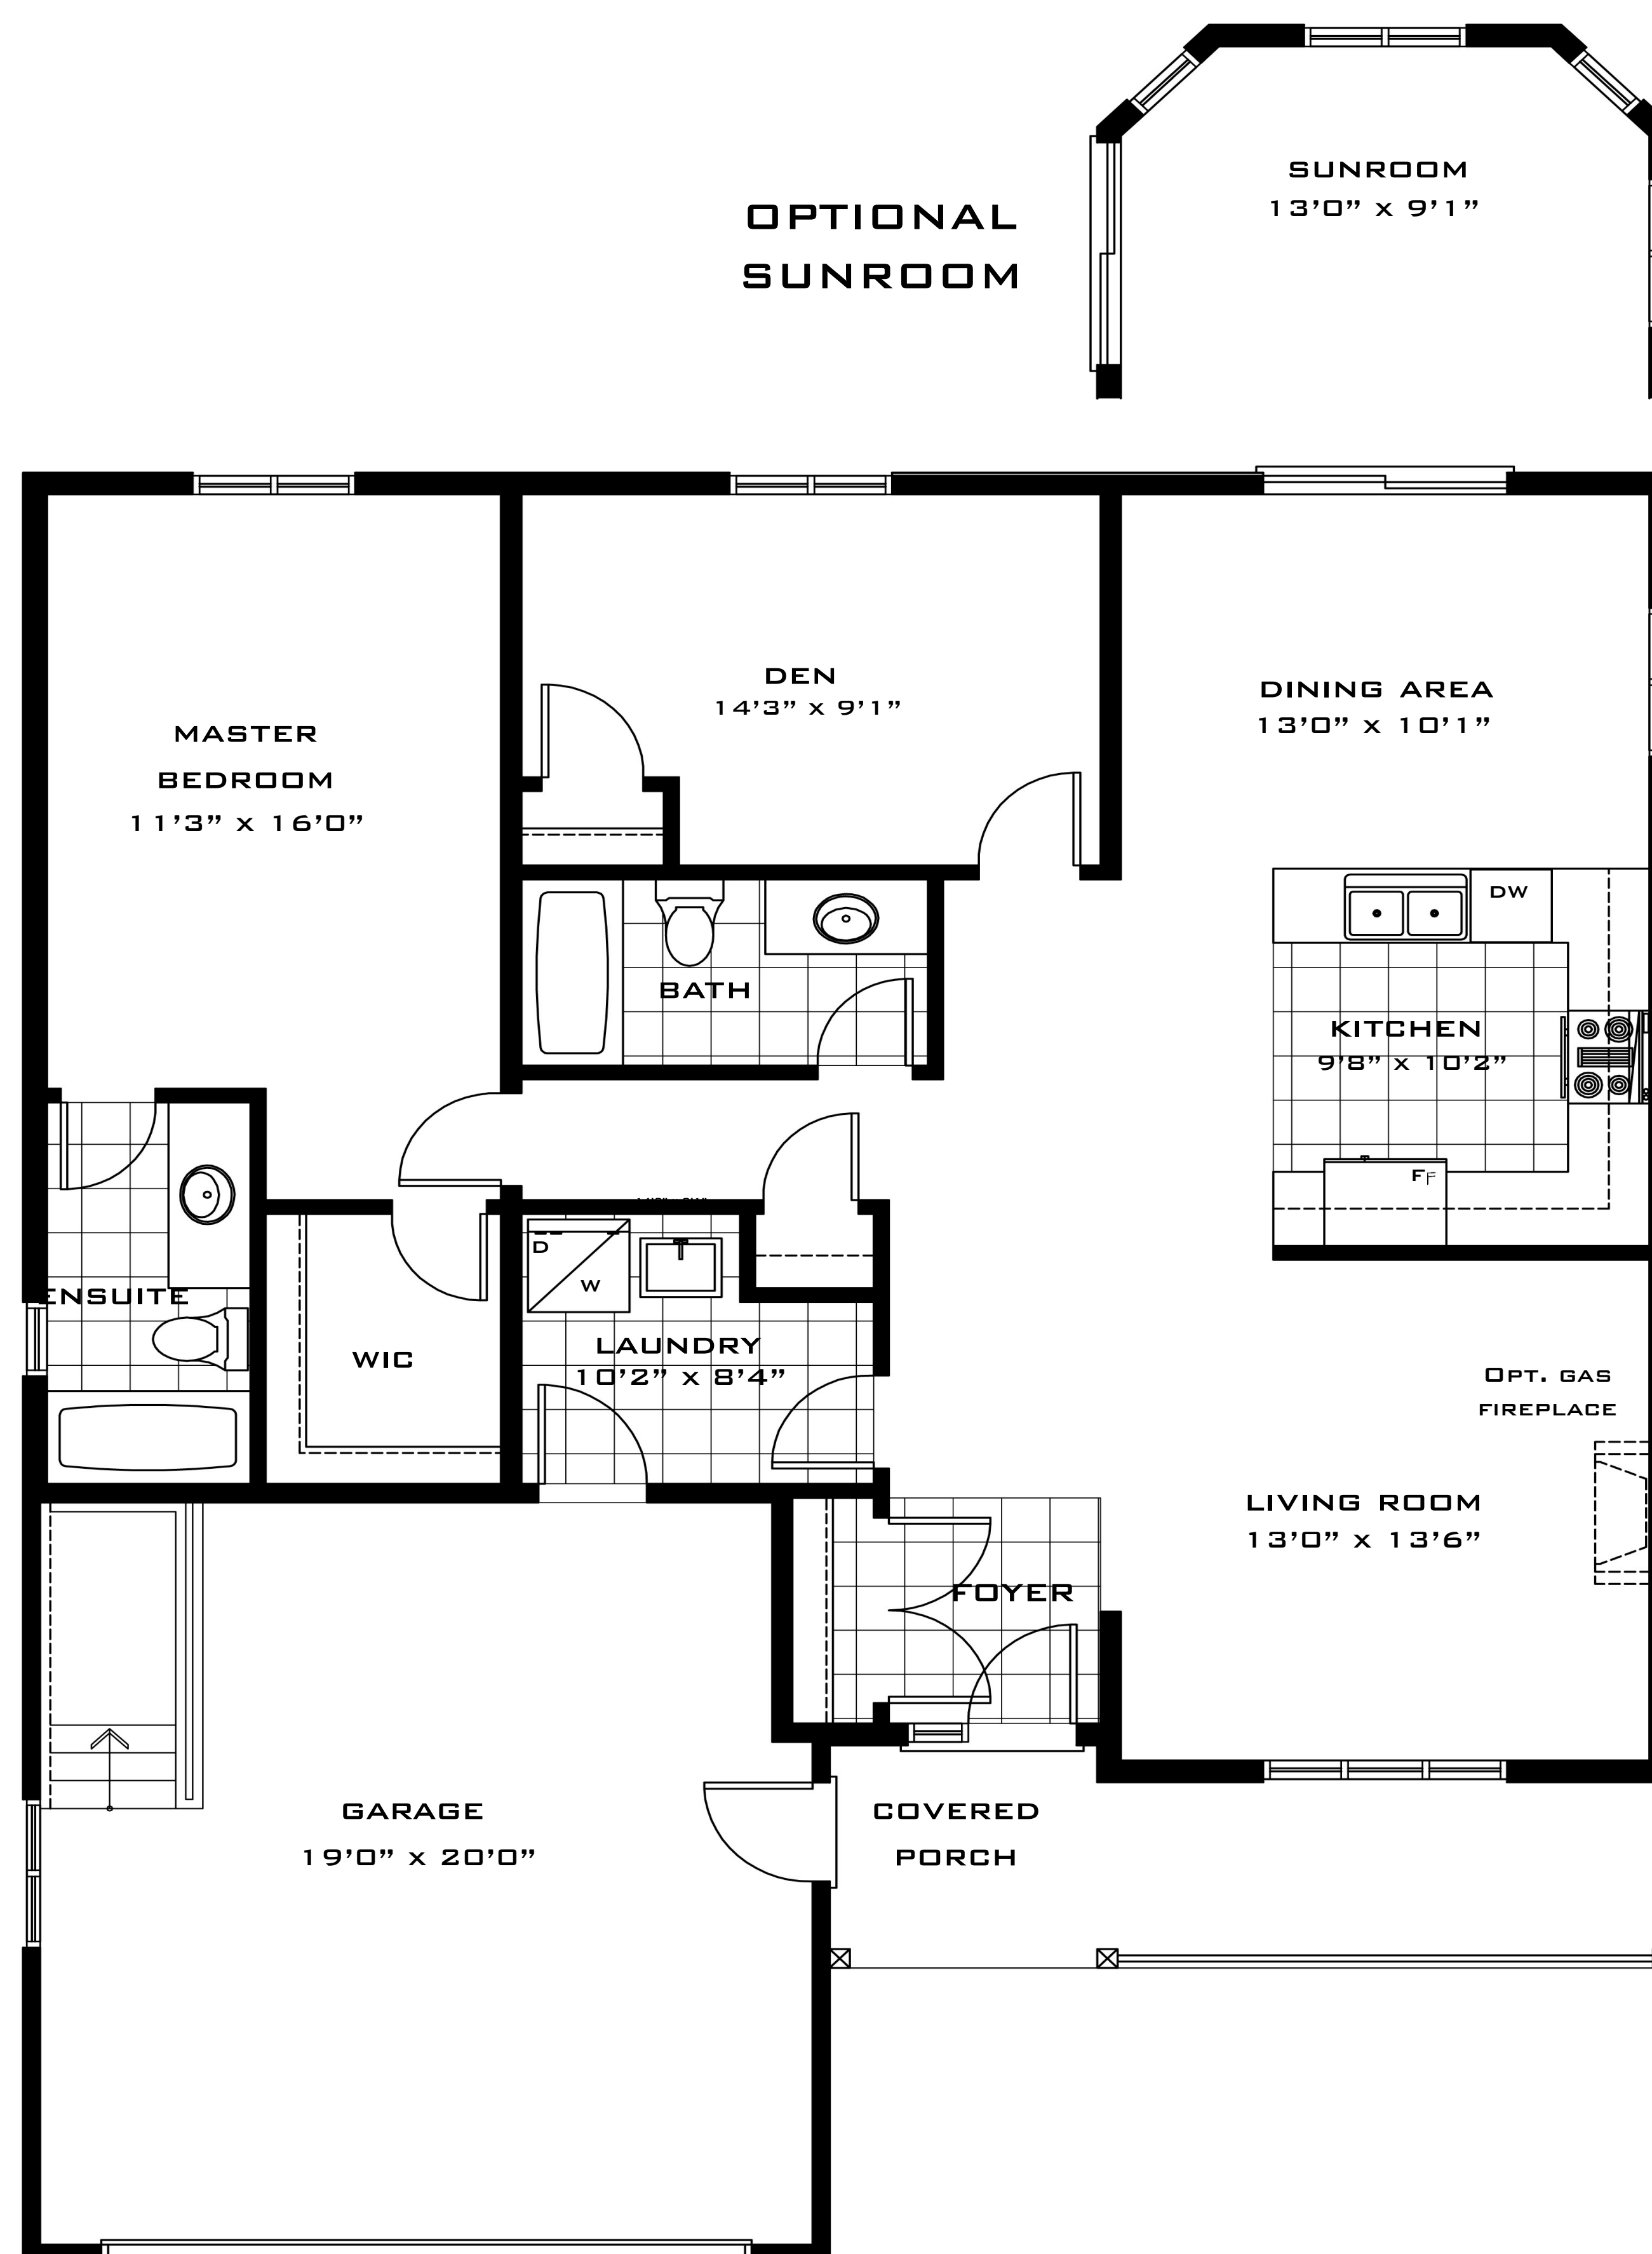 SUNROOM
13'0" x 9'1"
OPTIONAL
SUNROOM
DEN
14'3" x 9'1"
DINING AREA
13'0" x 10'1"
MASTER
BEDROOM
11'3" x 16'0"
DW
BATH
KITCHEN
9'8" x 10'2"
F
D
W
ENSUITE
LAUNDRY
10'2" x 8'4"
WIC
OPT. GAS
FIREPLACE
LIVING ROOM
13'0" x 13'6"
FOYER
GARAGE
19'0" x 20'0"
COVERED
PORCH